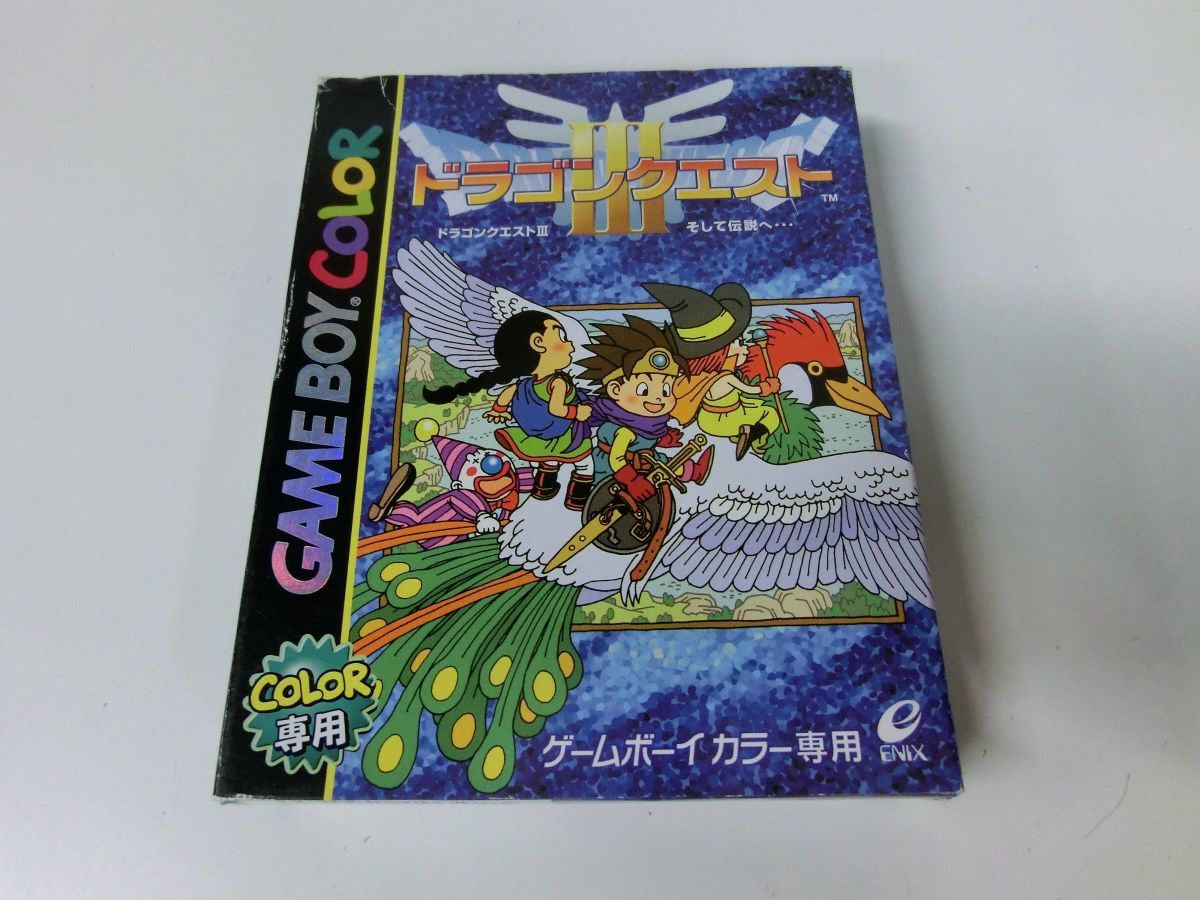 GAME BOY® COLOR
III
ドラゴンクエスト™
ドラゴンクエストⅢ そして伝説へ・・・
COLOR
専用
ゲームボーイ カラー専用
ENIX